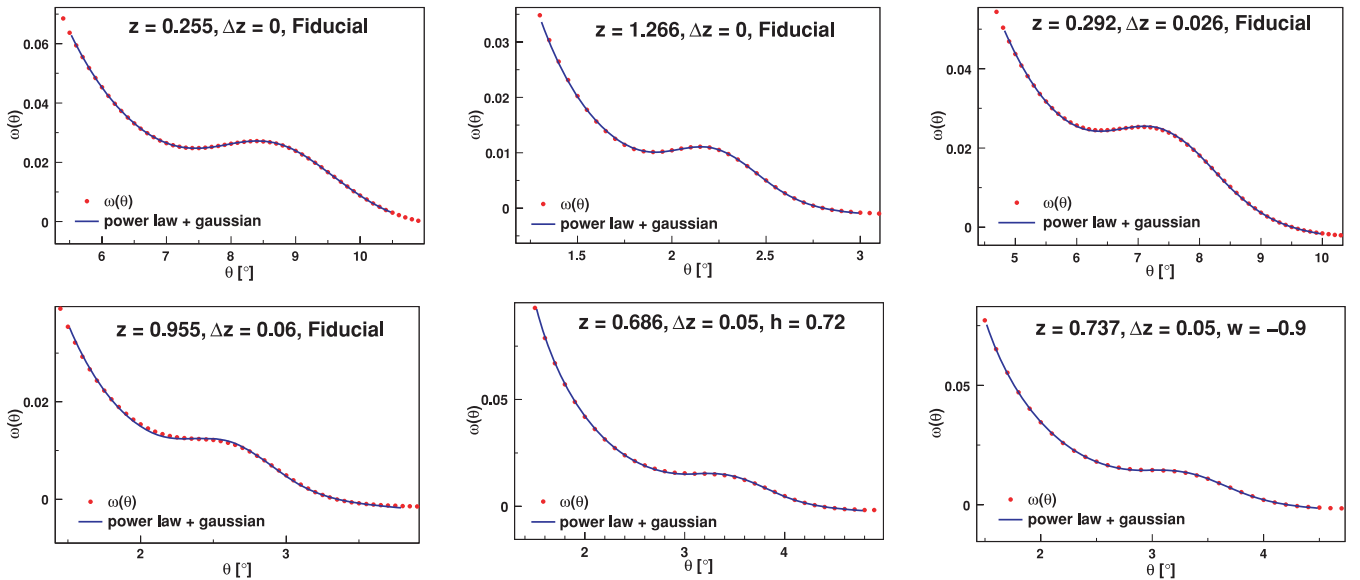 z = 0.255, Δz = 0, Fiducial
ω(θ)
0.06
0.04
0.02
0
ω(θ)
power law + gaussian
6 7 8 9 10
θ [°]
z = 1.266, Δz = 0, Fiducial
ω(θ)
0.03
0.02
0.01
0
ω(θ)
power law + gaussian
1.5 2 2.5 3
θ [°]
z = 0.292, Δz = 0.026, Fiducial
ω(θ)
0.04
0.02
0
ω(θ)
power law + gaussian
5 6 7 8 9 10
θ [°]
z = 0.955, Δz = 0.06, Fiducial
ω(θ)
0.02
0
ω(θ)
power law + gaussian
2 3
θ [°]
z = 0.686, Δz = 0.05, h = 0.72
ω(θ)
0.05
0
ω(θ)
power law + gaussian
2 3 4
θ [°]
z = 0.737, Δz = 0.05, w = −0.9
ω(θ)
0.05
0
ω(θ)
power law + gaussian
2 3 4
θ [°]